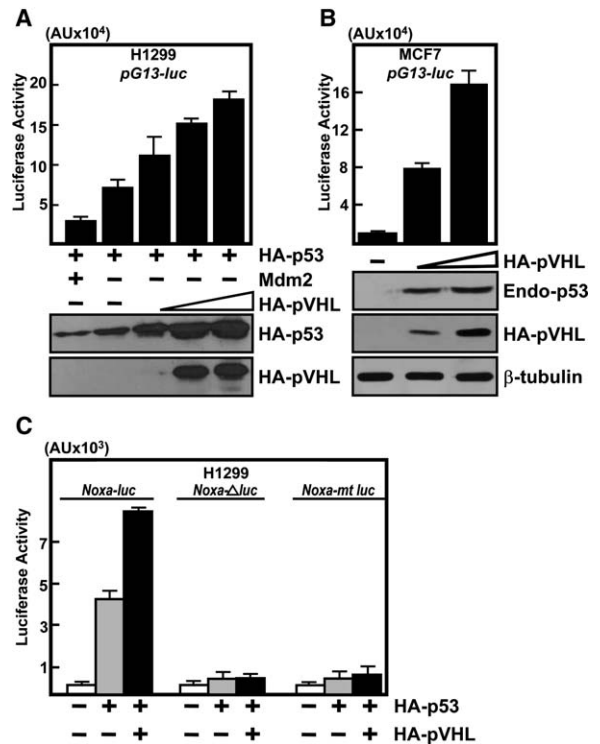 A
(AUx10⁴)
H1299
pG13-luc
Luciferase Activity
20
15
10
5
+ + + + + HA-p53
+ − − − − Mdm2
− − HA-pVHL
HA-p53
HA-pVHL
B
(AUx10⁴)
MCF7
pG13-luc
Luciferase Activity
16
12
8
4
− HA-pVHL
Endo-p53
HA-pVHL
β-tubulin
C
(AUx10³)
H1299
Noxa-luc Noxa-△luc Noxa-mt luc
Luciferase Activity
7
5
3
1
− + + − + + − + + HA-p53
− − + − − + − − + HA-pVHL